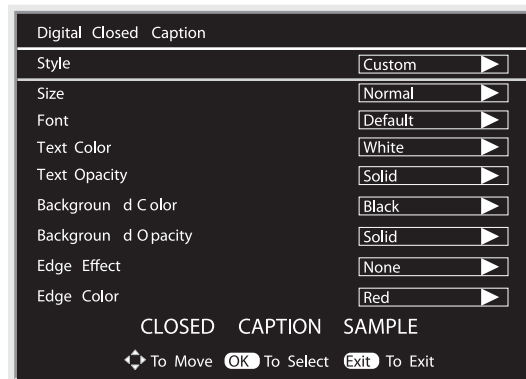 Digital Closed Caption
Style Custom
Size Normal
Font Default
Text Color White
Text Opacity Solid
Backgroun d C olor Black
Backgroun d O pacity Solid
Edge Effect None
Edge Color Red
CLOSED CAPTION SAMPLE
To Move OK To Select Exit To Exit